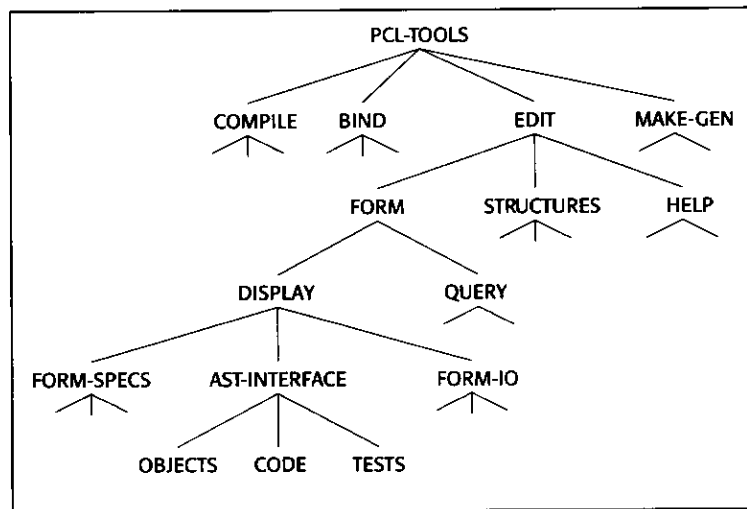 PCL-TOOLS
COMPILE BIND EDIT MAKE-GEN
FORM STRUCTURES HELP
DISPLAY QUERY
FORM-SPECS AST-INTERFACE FORM-IO
OBJECTS CODE TESTS